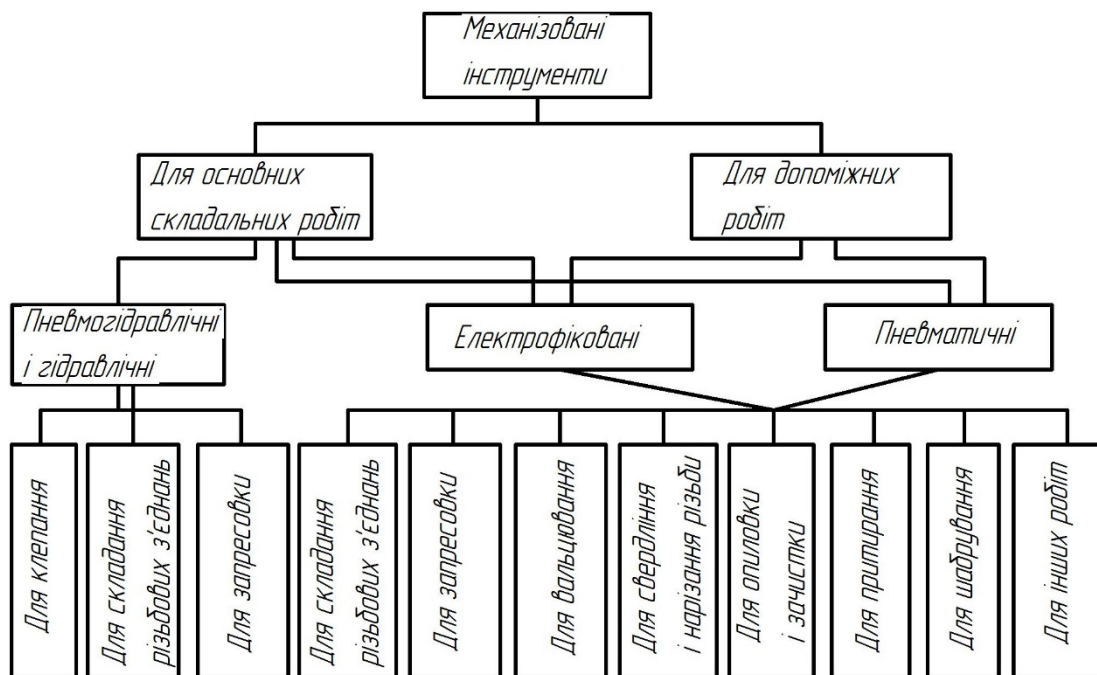 Механізовані
інструменти
Для основних
складальних робіт
Для допоміжних
робіт
Пневмогідравлічні
і гідравлічні
Електрофіковані
Пневматичні
Для клепання
Для складання
різьбових з'єднань
Для запресовки
Для складання
різьбових з'єднань
Для запресовки
Для вальцювання
Для свердління
і нарізання різьби
Для опиловки
і зачистки
Для притирання
Для шабрування
Для інших робіт